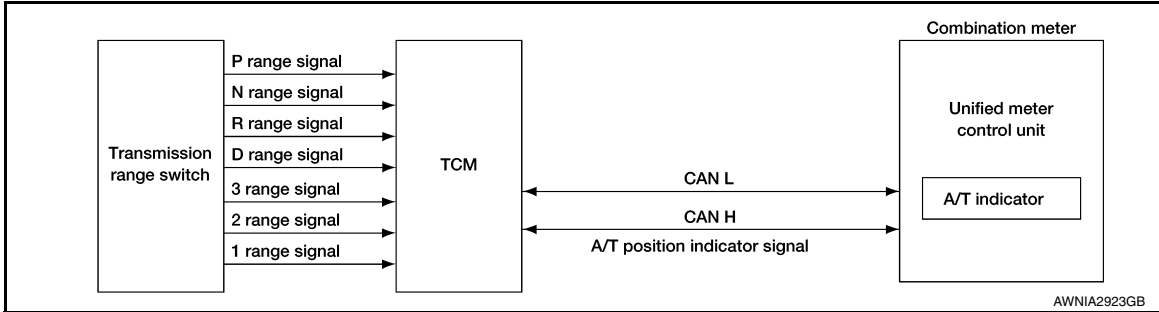 Combination meter
P range signal
N range signal
R range signal
D range signal
3 range signal
2 range signal
1 range signal
Transmission
range switch
TCM
CAN L
CAN H
A/T position indicator signal
Unified meter
control unit
A/T indicator
AWNIA2923GB